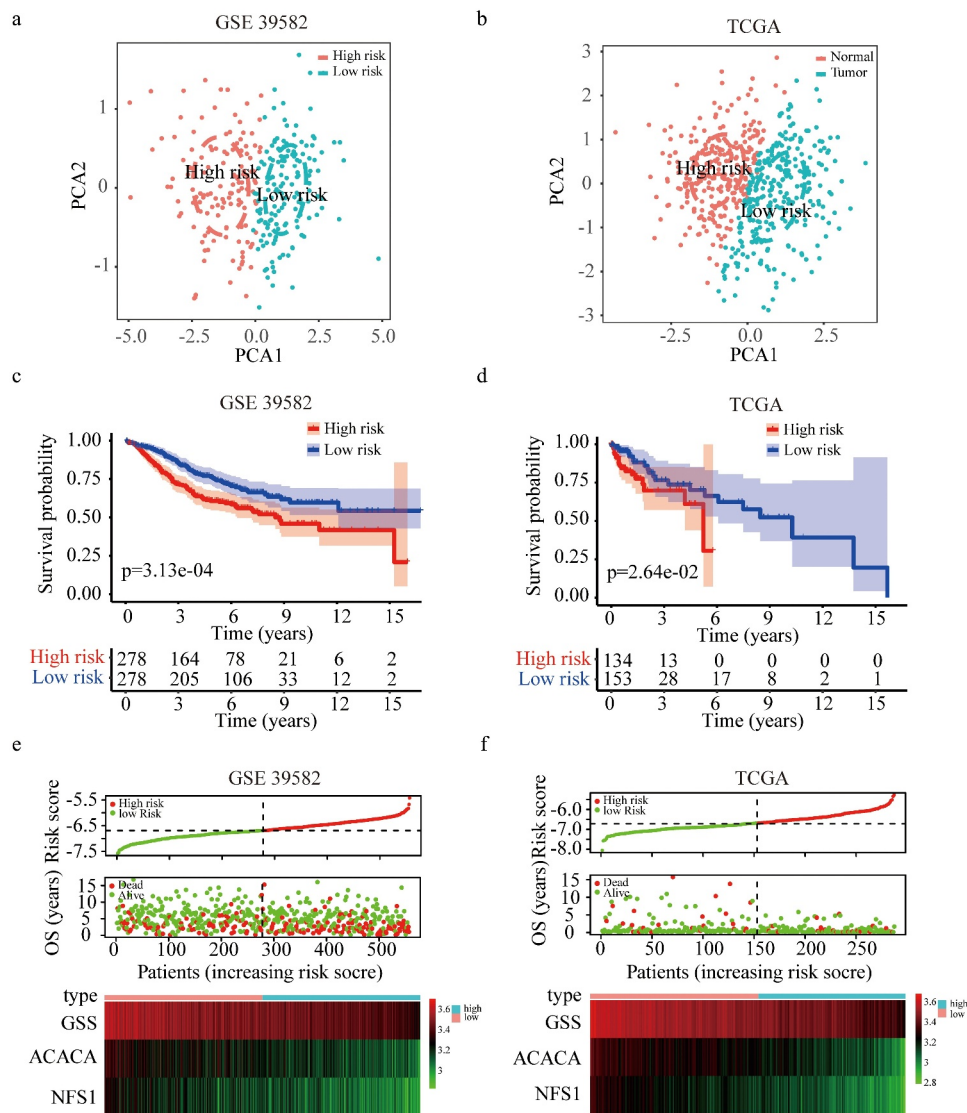 a
GSE 39582
High risk
Low risk
High risk
Low risk
1
0
-1
PCA2
-5.0
-2.5
0.0
2.5
5.0
PCA1
b
TCGA
Normal
Tumor
High risk
Low risk
3
2
1
0
-1
-2
-3
PCA2
-2.5
0.0
2.5
PCA1
c
GSE 39582
High risk
Low risk
1.00
0.75
0.50
0.25
0.00
Survival probability
p=3.13e-04
0 3 6 9 12 15
Time (years)
High risk 278 164 78 21 6 2
Low risk 278 205 106 33 12 2
0 3 6 9 12 15
Time (years)
d
TCGA
High risk
Low risk
1.00
0.75
0.50
0.25
0.00
Survival probability
p=2.64e-02
0 3 6 9 12 15
Time (years)
High risk 134 13 0 0 0 0
Low risk 153 28 17 8 2 1
0 3 6 9 12 15
Time (years)
e
GSE 39582
High risk
low Risk
-5.5
-6.5
-7.5
Risk score
Dead
Alive
15
10
5
0
OS (years)
0 100 200 300 400 500
Patients (increasing risk socre)
type
GSS
ACACA
NFS1
3.6
3.4
3.2
3
high
low
f
TCGA
High risk
low Risk
-6.0
-7.0
-8.0
Risk score
Dead
Alive
15
10
5
0
OS (years)
0 50 100 150 200 250
Patients (increasing risk socre)
type
GSS
ACACA
NFS1
3.6
3.4
3.2
3
2.8
high
low